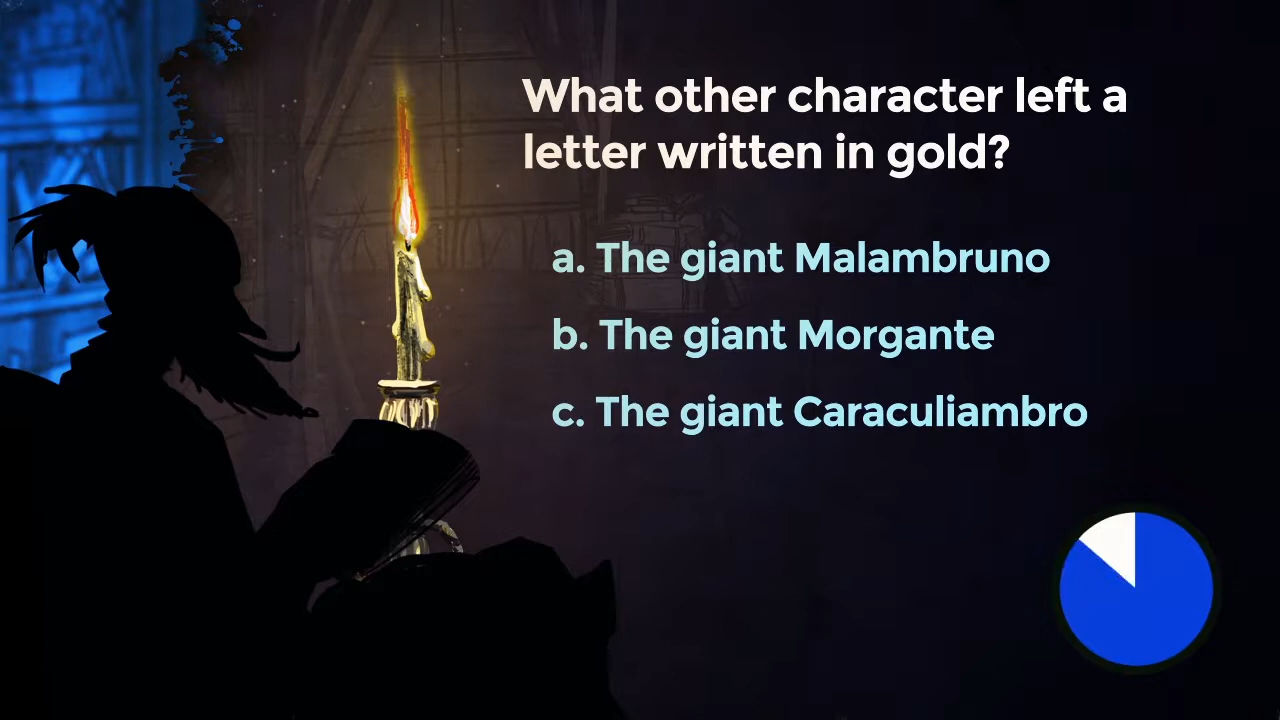 What other character left a
letter written in gold?
a. The giant Malambruno
b. The giant Morgante
c. The giant Caraculiambro